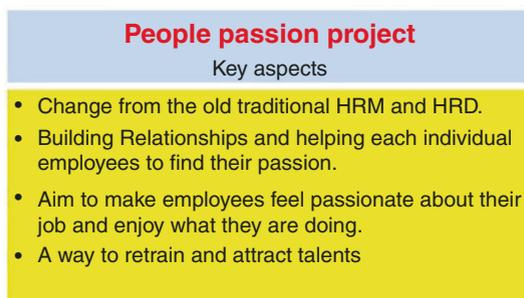 People passion project
Key aspects
• Change from the old traditional HRM and HRD.
• Building Relationships and helping each individual
employees to find their passion.
• Aim to make employees feel passionate about their
job and enjoy what they are doing.
• A way to retrain and attract talents